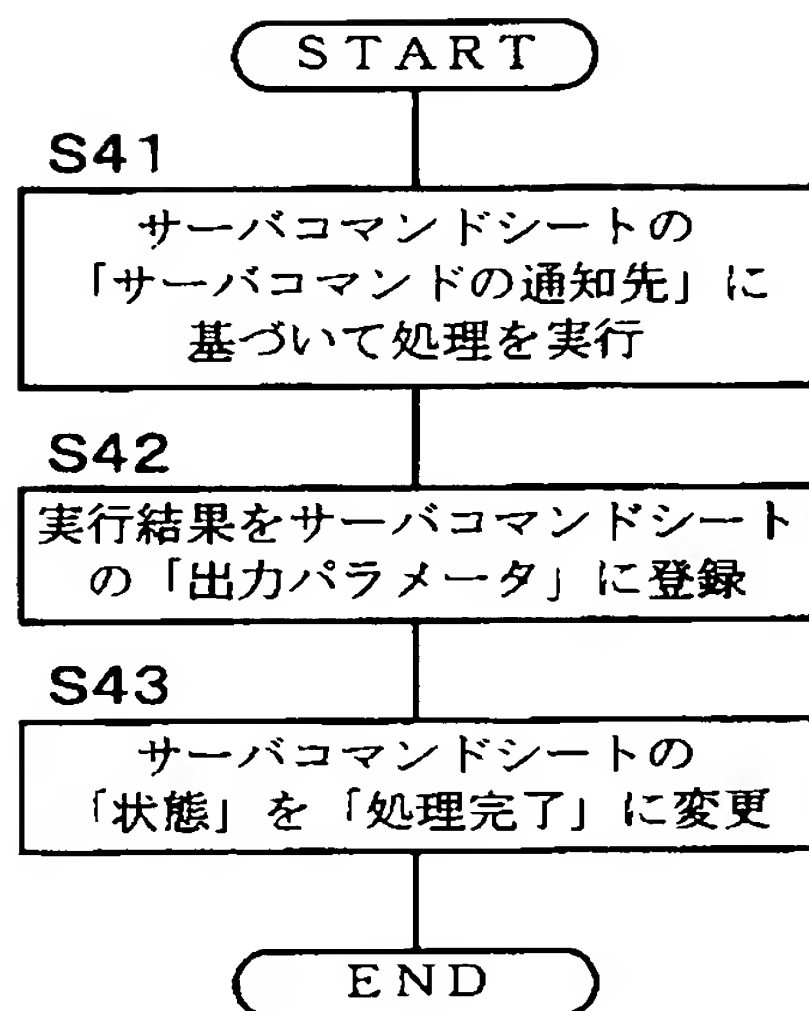 START
S41
サーバコマンドシートの
「サーバコマンドの通知先」に
基づいて処理を実行
S42
実行結果をサーバコマンドシート
の「出力パラメータ」に登録
S43
サーバコマンドシートの
「状態」を「処理完了」に変更
END